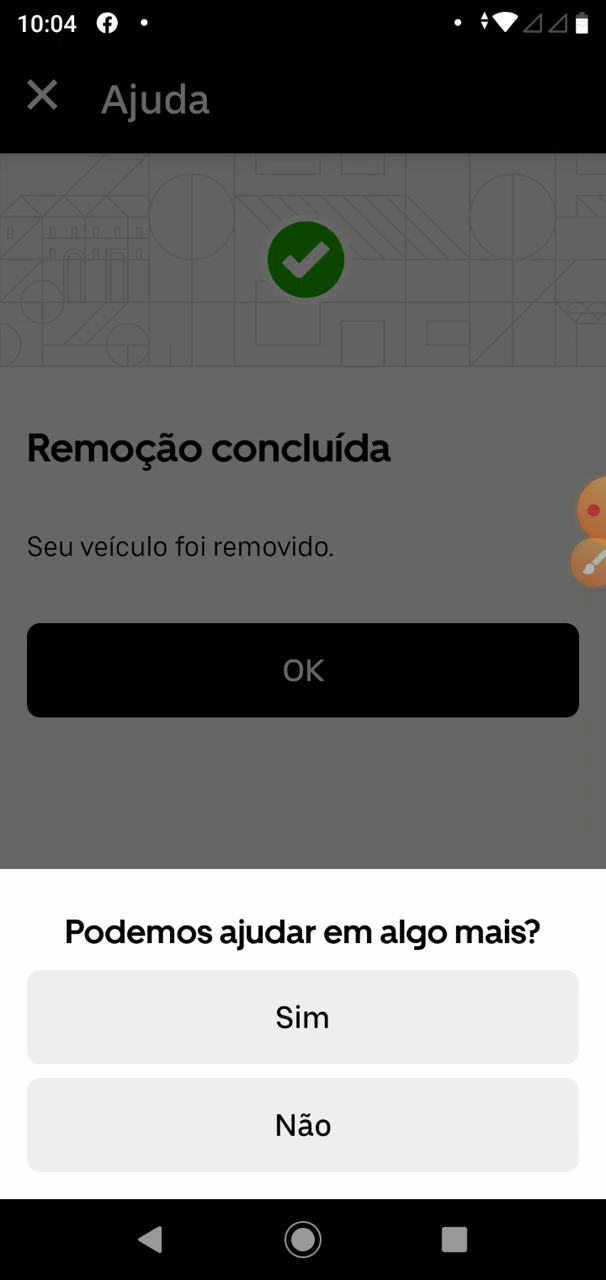 10:04
Ajuda
Remoção concluída
Seu veículo foi removido.
OK
Podemos ajudar em algo mais?
Sim
Não